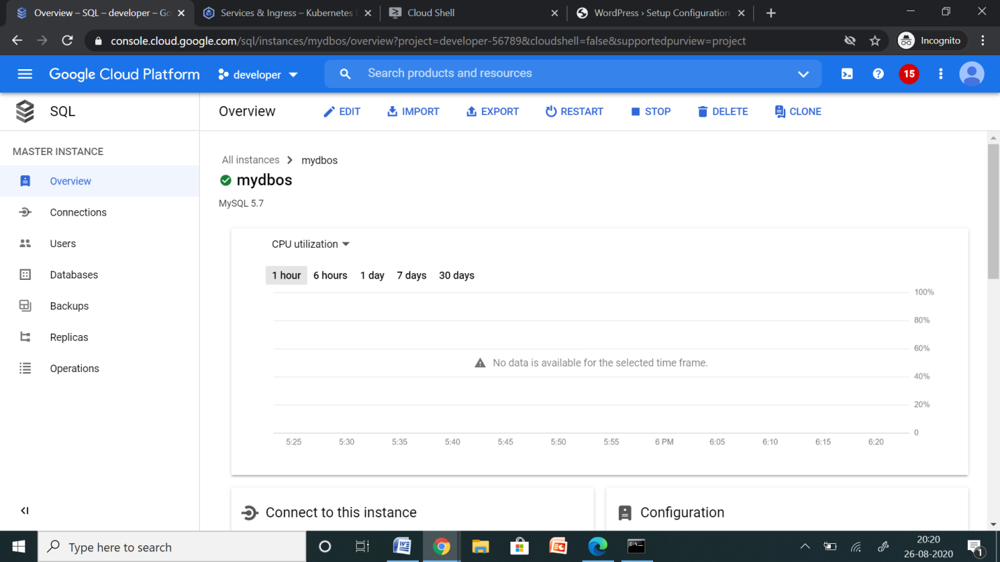 Overview – SQL – developer – Go
Services & Ingress – Kubernetes
Cloud Shell
WordPress › Setup Configuration
console.cloud.google.com/sql/instances/mydbos/overview?project=developer-56789&cloudshell=false&supportedpurview=project
Incognito
Google Cloud Platform
developer
Search products and resources
15
SQL
Overview
EDIT
IMPORT
EXPORT
RESTART
STOP
DELETE
CLONE
MASTER INSTANCE
Overview
Connections
Users
Databases
Backups
Replicas
Operations
All instances
mydbos
mydbos
MySQL 5.7
CPU utilization
1 hour 6 hours 1 day 7 days 30 days
100%
80%
60%
No data is available for the selected time frame.
40%
20%
0
5:25 5:30 5:35 5:40 5:45 5:50 5:55 6 PM 6:05 6:10 6:15 6:20
Connect to this instance
Configuration
Type here to search
20:20
26-08-2020
1